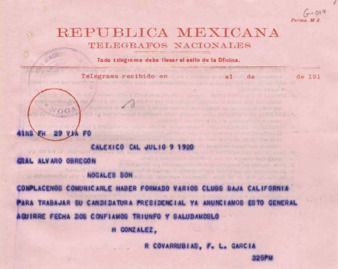 G-019
Forma M 1.
REPUBLICA MEXICANA
TELEGRAFOS NACIONALES
Todo telegrama debe llevar el sello de la Oficina.
Telegrama recibido en el de de 191
41NS FH 29 VIA FO
CALEXICO CAL JULIO 9 1920
GRAL ALVARO OBREGON
NOGALES SON
COMPLACENOS COMUNICARLE HABER FORMADO VARIOS CLUBS BAJA CALIFORNIA
PARA TRABAJAR SU CANDIDATURA PRESIDENCIAL YA ANUNCIAMOS ESTO GENERAL
AGUIRRE FECHA DOS CONFIAMOS TRIUNFO Y SALUDAMOSLO
H GONZALEZ,
R COVARRUBIAS, F. L. GARCIA
325PM